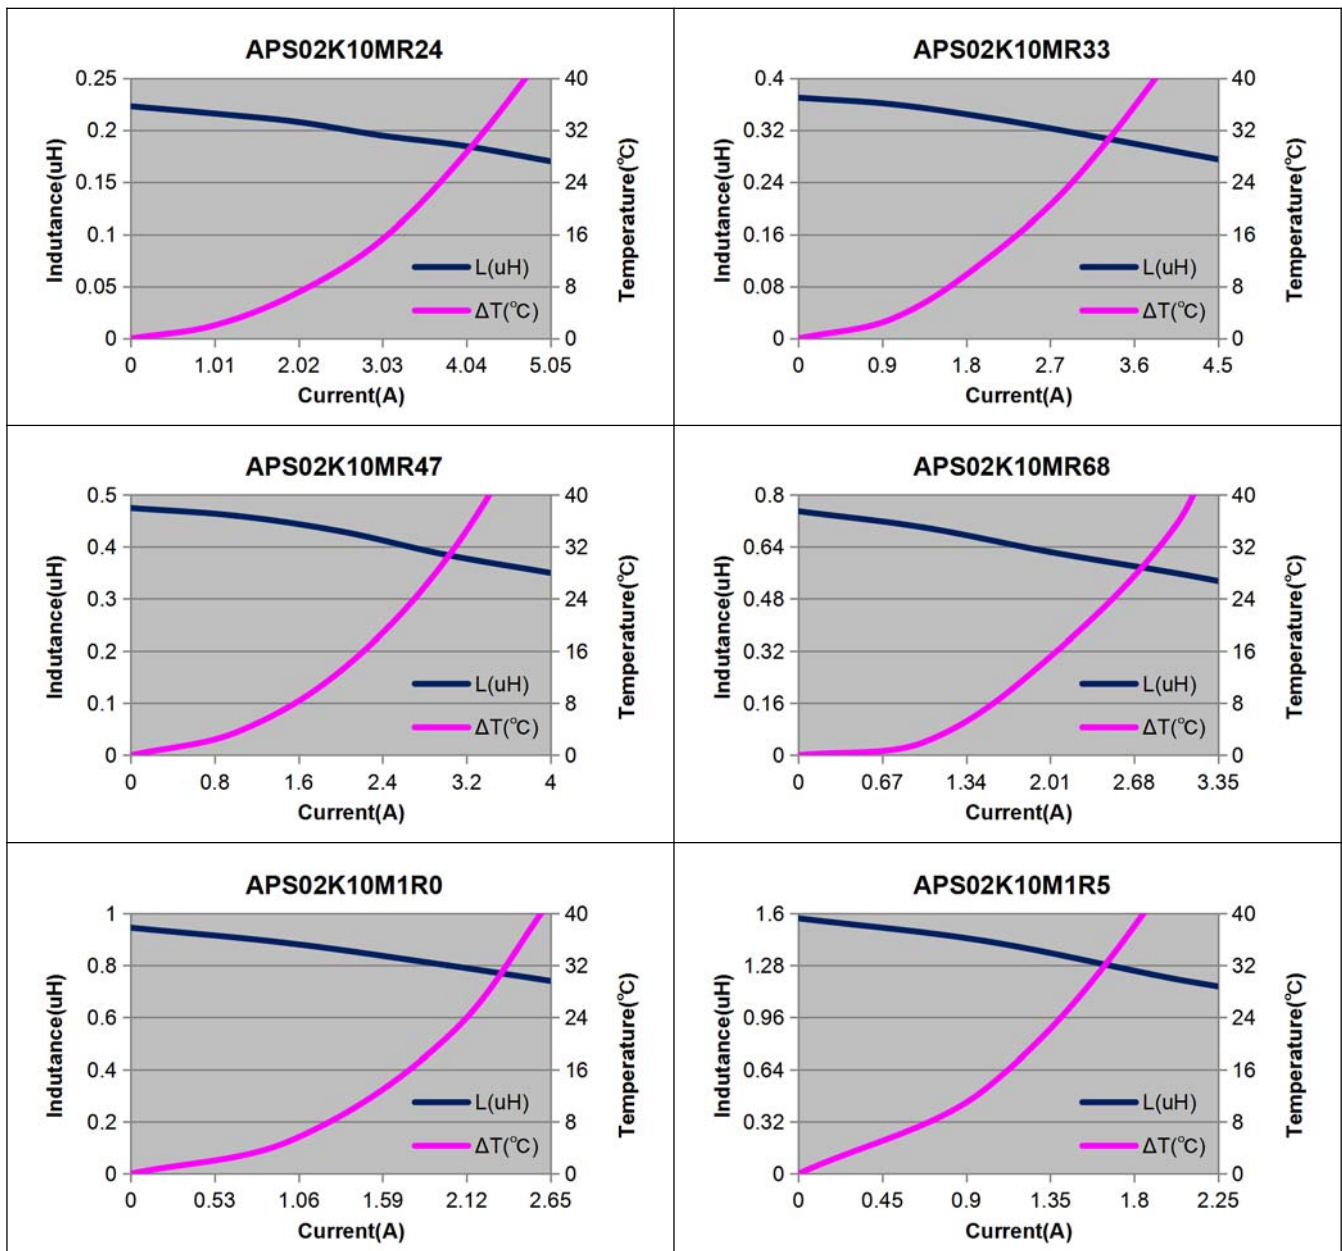 APS02K10MR24
0.25 40
0.2 32
0.15 24
0.1 16
0.05 8
0 0
0 1.01 2.02 3.03 4.04 5.05
Indutance(uH)
Temperature(℃)
L(uH)
ΔT(℃)
Current(A)
APS02K10MR33
0.4 40
0.32 32
0.24 24
0.16 16
0.08 8
0 0
0 0.9 1.8 2.7 3.6 4.5
Indutance(uH)
Temperature(℃)
L(uH)
ΔT(℃)
Current(A)
APS02K10MR47
0.5 40
0.4 32
0.3 24
0.2 16
0.1 8
0 0
0 0.8 1.6 2.4 3.2 4
Indutance(uH)
Temperature(℃)
L(uH)
ΔT(℃)
Current(A)
APS02K10MR68
0.8 40
0.64 32
0.48 24
0.32 16
0.16 8
0 0
0 0.67 1.34 2.01 2.68 3.35
Indutance(uH)
Temperature(℃)
L(uH)
ΔT(℃)
Current(A)
APS02K10M1R0
1 40
0.8 32
0.6 24
0.4 16
0.2 8
0 0
0 0.53 1.06 1.59 2.12 2.65
Indutance(uH)
Temperature(℃)
L(uH)
ΔT(℃)
Current(A)
APS02K10M1R5
1.6 40
1.28 32
0.96 24
0.64 16
0.32 8
0 0
0 0.45 0.9 1.35 1.8 2.25
Indutance(uH)
Temperature(℃)
L(uH)
ΔT(℃)
Current(A)